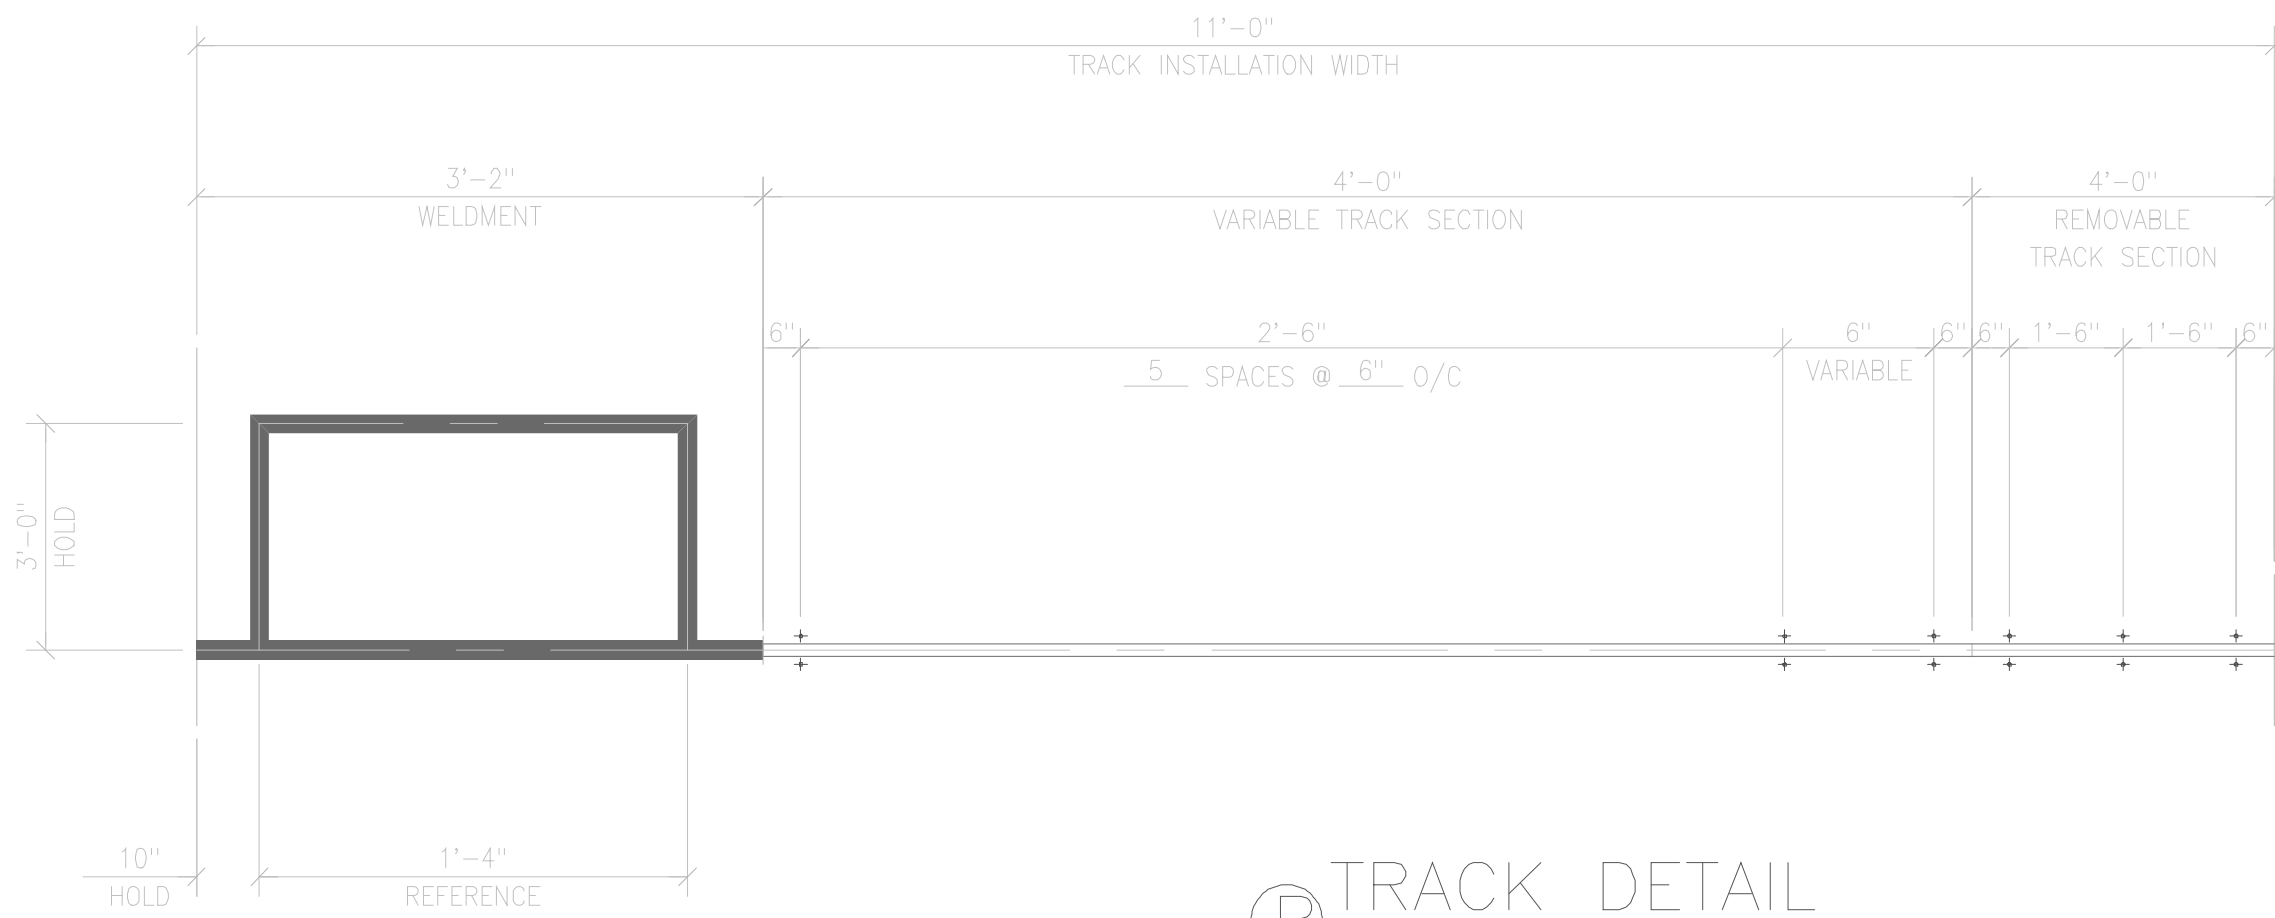 11'-0"
TRACK INSTALLATION WIDTH
3'-2"
WELDMENT
4'-0"
VARIABLE TRACK SECTION
4'-0"
REMOVABLE
TRACK SECTION
6"
2'-6"
5 SPACES @ 6" O/C
6"
VARIABLE
6"
6"
1'-6"
1'-6"
6"
3'-0"
HOLD
10"
HOLD
1'-4"
REFERENCE
TRACK DETAIL